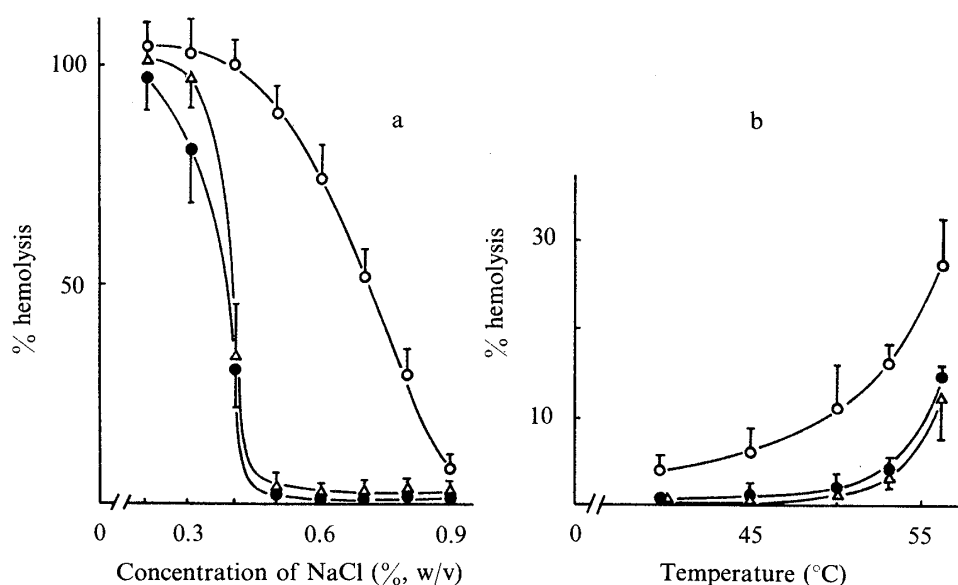 100
50
% hemolysis
a
0
0.3
0.6
0.9
Concentration of NaCl (%, w/v)
b
30
10
% hemolysis
0
45
55
Temperature (°C)